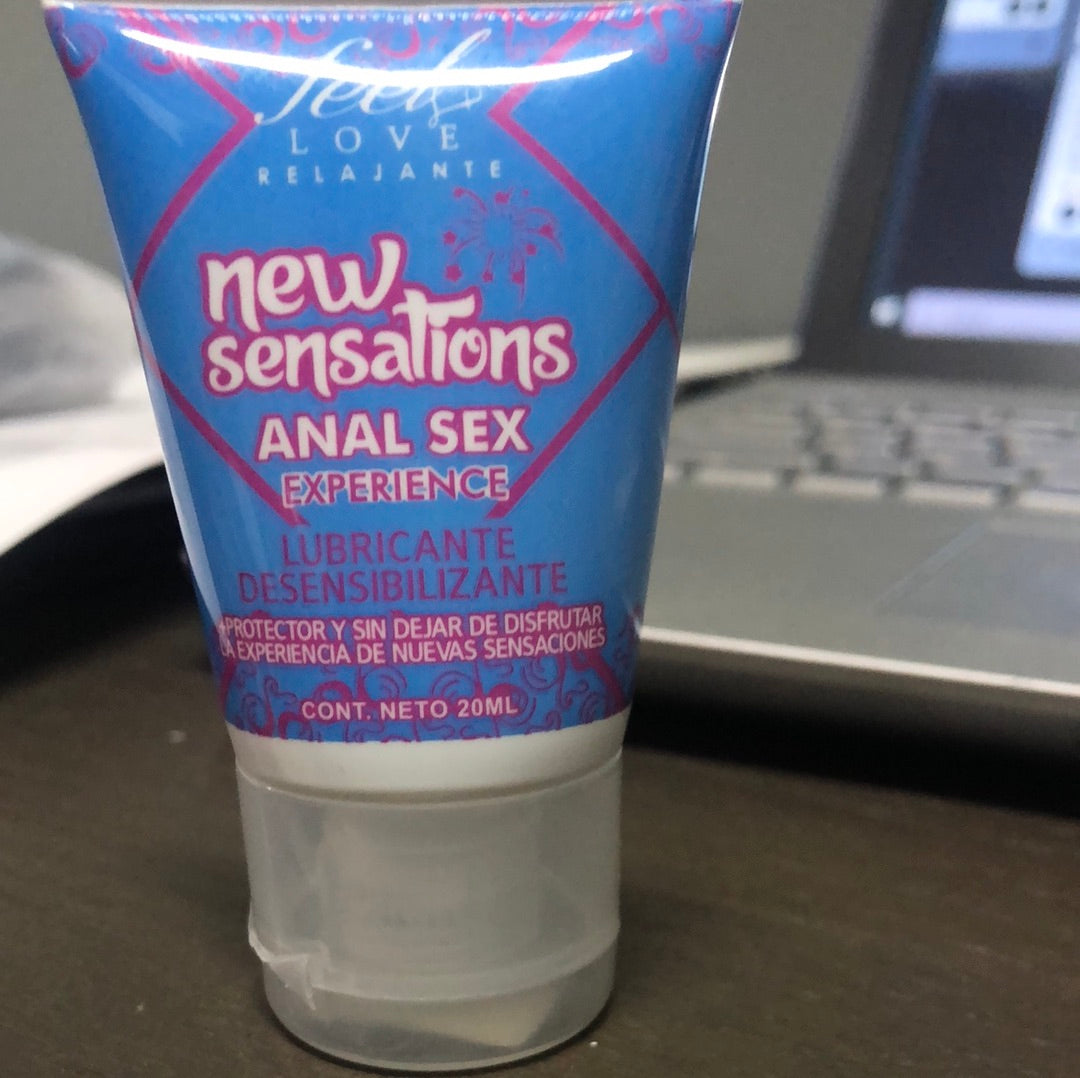 feel
LOVE
RELAJANTE
new
sensations
ANAL SEX
EXPERIENCE
LUBRICANTE
DESENSIBILIZANTE
PROTECTOR Y SIN DEJAR DE DISFRUTAR
LA EXPERIENCIA DE NUEVAS SENSACIONES
CONT. NETO 20ML